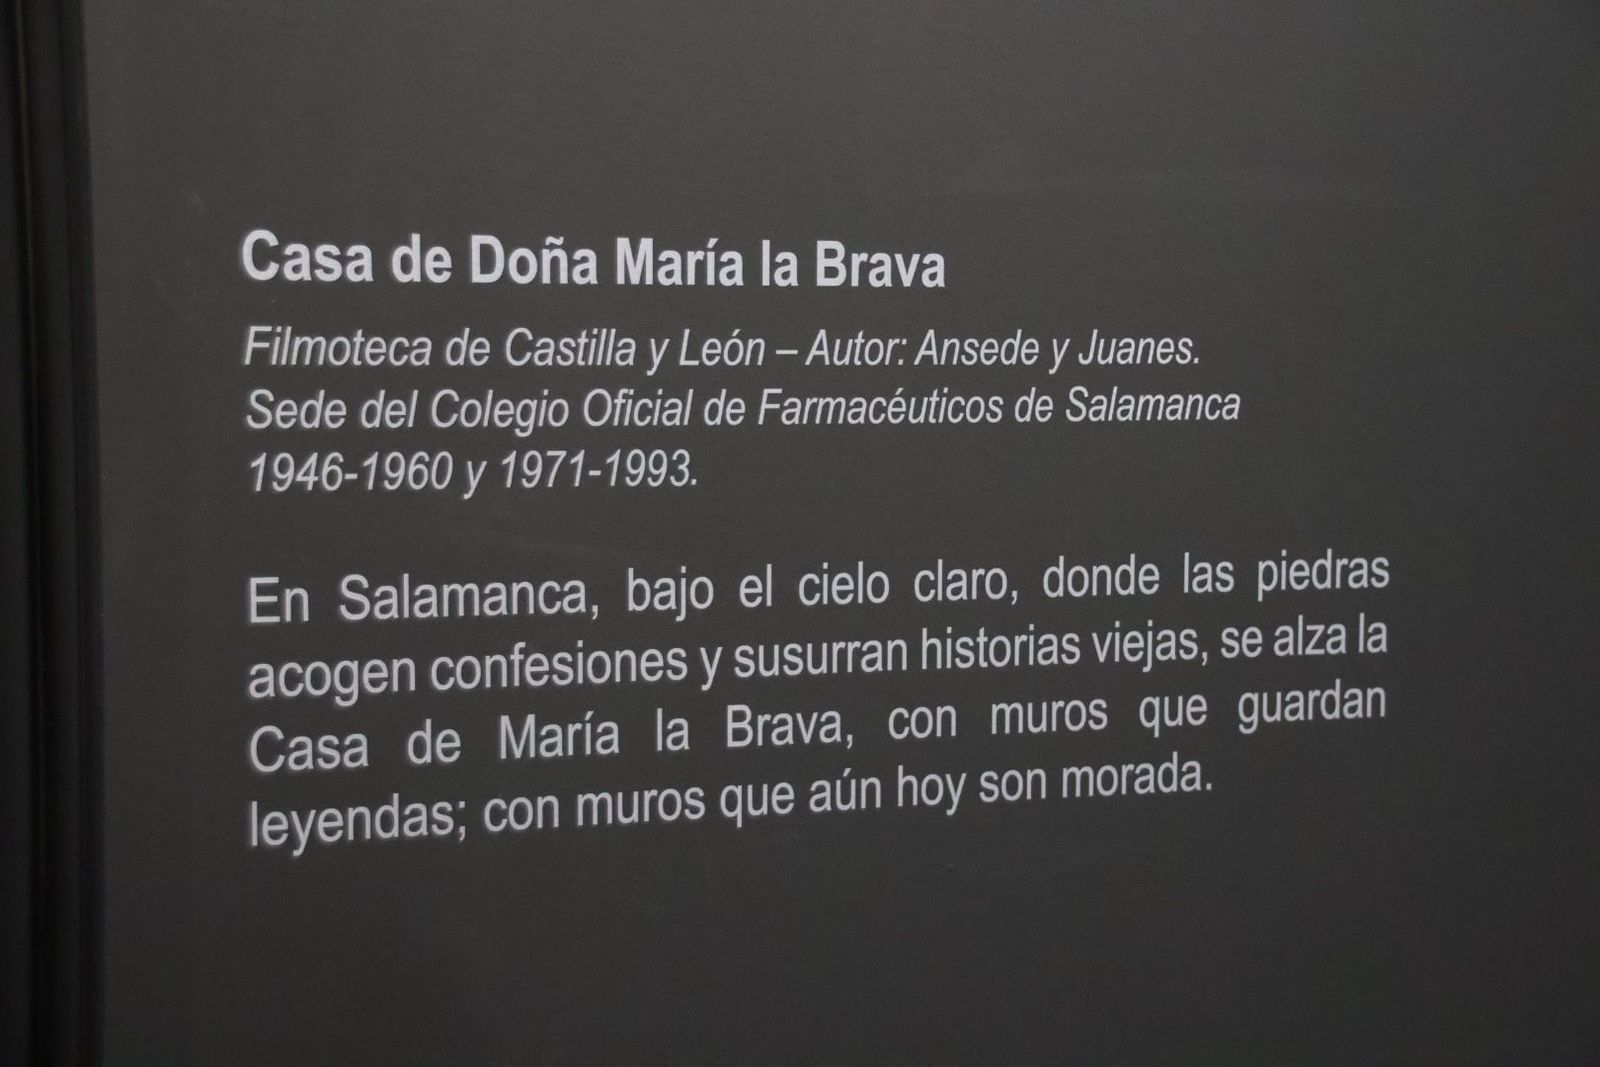 Casa de Doña María la Brava
Filmoteca de Castilla y León – Autor: Ansede y Juanes.
Sede del Colegio Oficial de Farmacéuticos de Salamanca
1946-1960 y 1971-1993.
En Salamanca, bajo el cielo claro, donde las piedras
acogen confesiones y susurran historias viejas, se alza la
Casa de María la Brava, con muros que guardan
leyendas; con muros que aún hoy son morada.